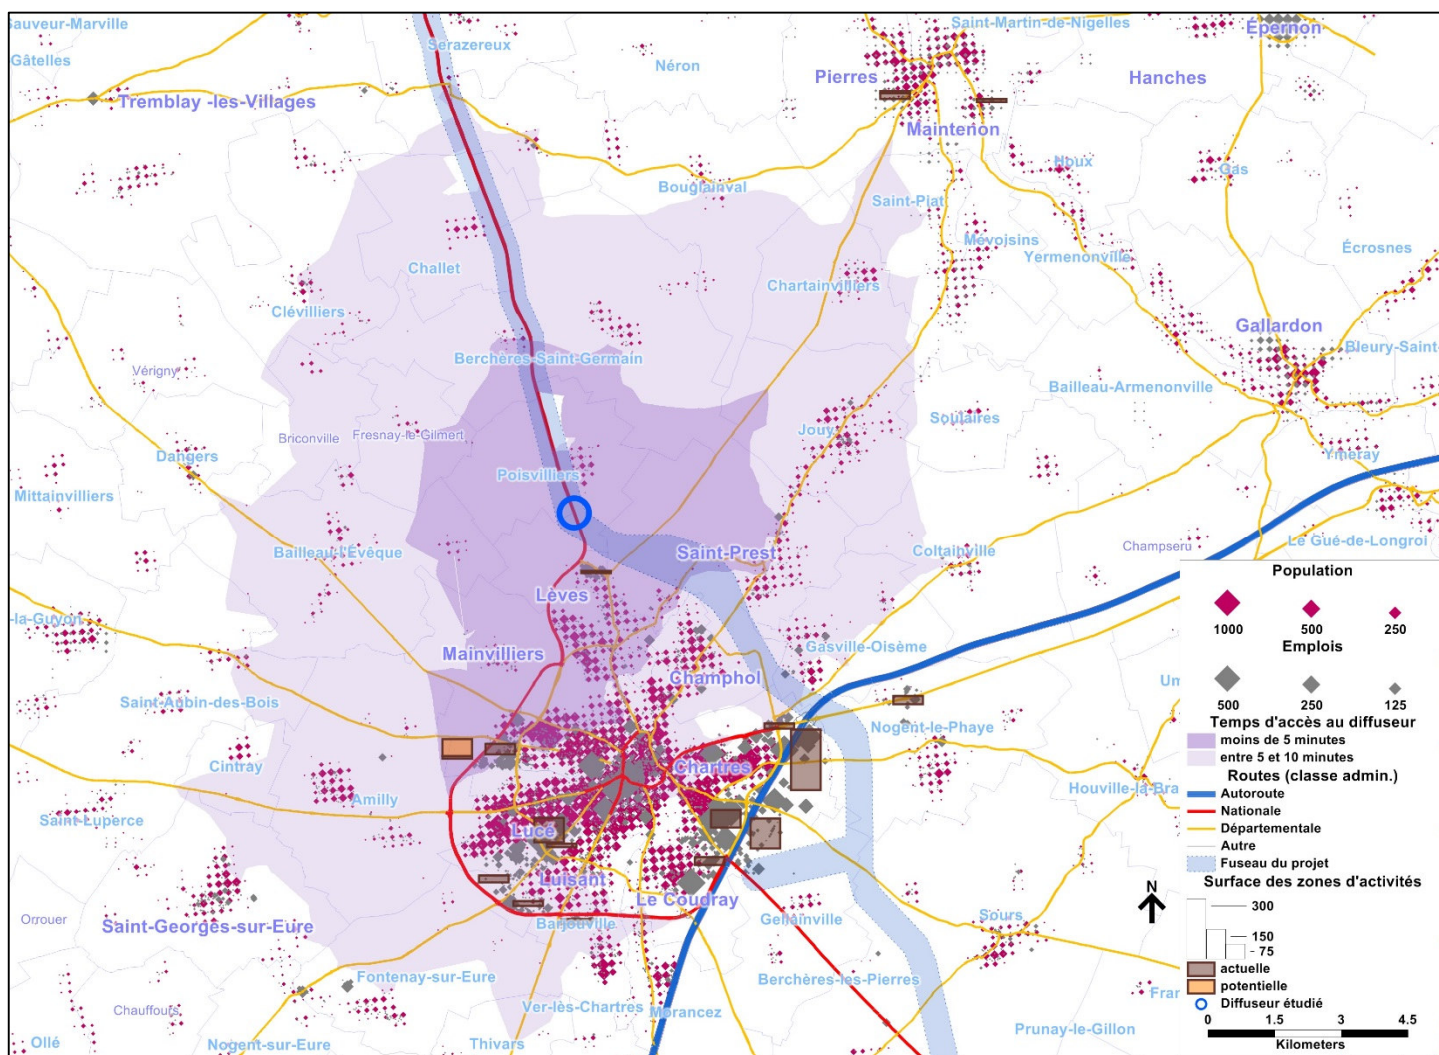 Sauveur-Marville
Serazereux
Saint-Martin-de-Nigelles
Épernon
Gâtelles
Néron
Pierres
Hanches
Tremblay -les-Villages
Maintenon
Houx
Gas
Bouglainval
Saint-Piat
Mévoisins
Écrosnes
Yermenonville
Challet
Chartainvilliers
Clévilliers
Gallardon
Bleury-Saint-
Berchères-Saint-Germain
Vérigny
Bailleau-Armenonville
Soulaires
Jouy
Briconville
Fresnay-le-Gilmert
Dangers
Ymeray
Poisvilliers
Mittainvilliers
Bailleau-l'Évêque
Saint-Prest
Coltainville
Champseru
Le Gué-de-Longroi
Lèves
-la-Guyon
Mainvilliers
Gasville-Oisème
Champhol
Saint-Aubin-des-Bois
Nogent-le-Phaye
Um
Cintray
Chartres
Houville-la-Bra
Amilly
Saint-Luperce
Lucé
Luisant
Le Coudray
Orrouer
Saint-Georges-sur-Eure
Barjouville
Gellainville
Sours
Fontenay-sur-Eure
Berchères-les-Pierres
Fran
Chauffours
Ver-lès-Chartres
Morancez
Prunay-le-Gillon
Ollé
Nogent-sur-Eure
Thivars
Population
1000 500 250
Emplois
500 250 125
Temps d'accès au diffuseur
moins de 5 minutes
entre 5 et 10 minutes
Routes (classe admin.)
Autoroute
Nationale
Départementale
Autre
Fuseau du projet
Surface des zones d'activités
300
150
75
actuelle
potentielle
Diffuseur étudié
N
0 1.5 3 4.5
Kilometers